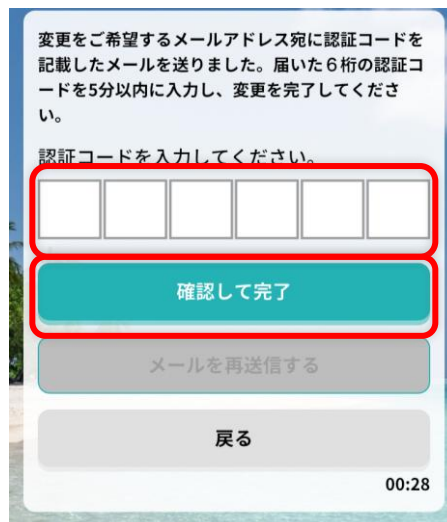 変更をご希望するメールアドレス宛に認証コードを
記載したメールを送りました。届いた６桁の認証コ
ードを5分以内に入力し、変更を完了してくださ
い。
認証コードを入力してください。
確認して完了
メールを再送信する
戻る
00:28